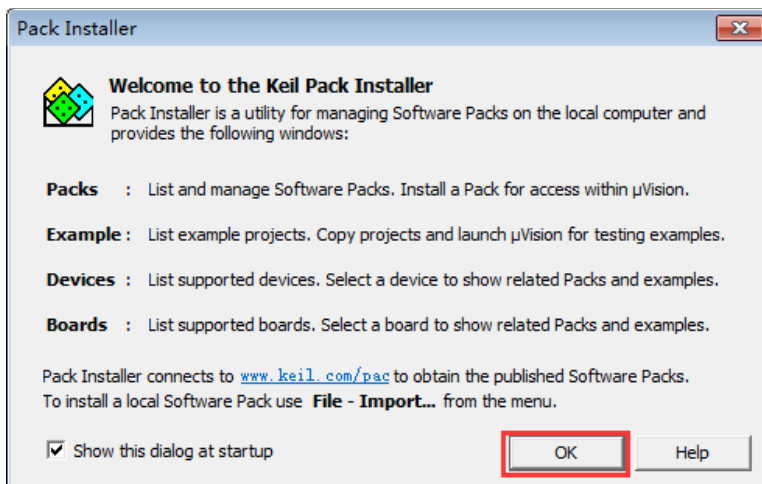 Pack Installer
Welcome to the Keil Pack Installer
Pack Installer is a utility for managing Software Packs on the local computer and
provides the following windows:
Packs : List and manage Software Packs. Install a Pack for access within µVision.
Example : List example projects. Copy projects and launch µVision for testing examples.
Devices : List supported devices. Select a device to show related Packs and examples.
Boards : List supported boards. Select a board to show related Packs and examples.
Pack Installer connects to www.keil.com/pac to obtain the published Software Packs.
To install a local Software Pack use File - Import... from the menu.
Show this dialog at startup
OK
Help